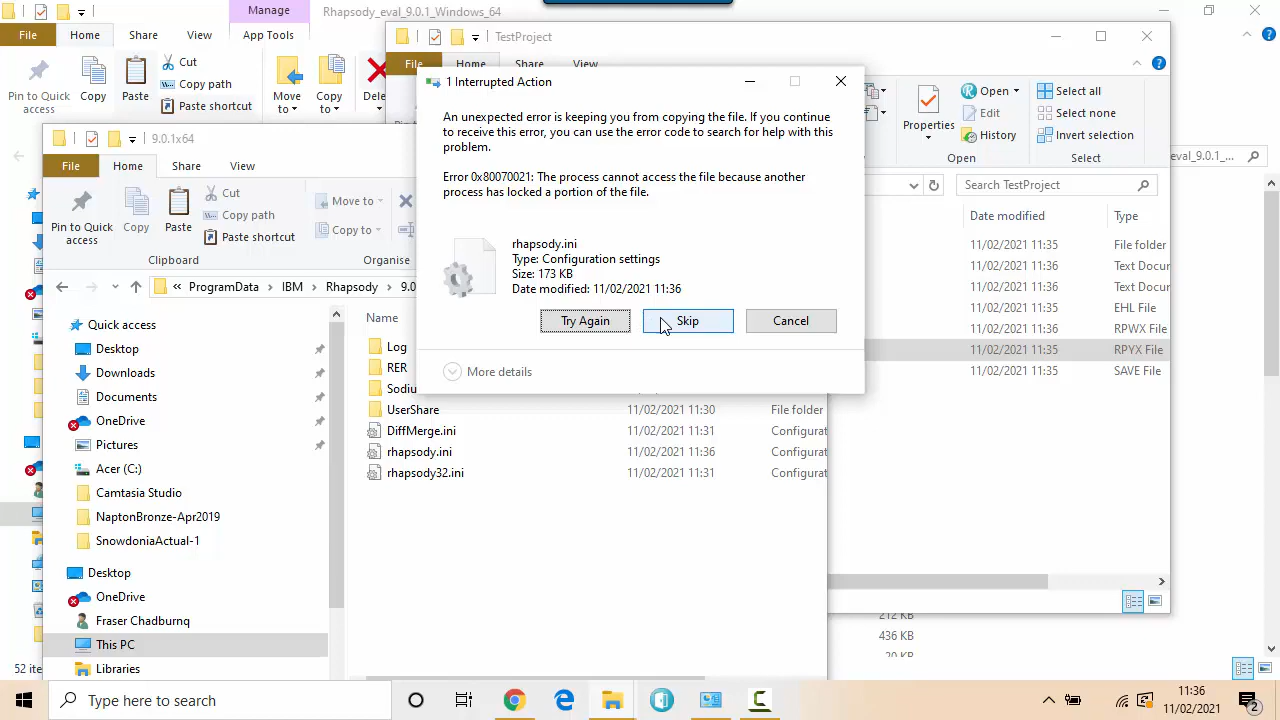 Manage
Rhapsody_eval_9.0.1_Windows_64
File
Home
Share
View
App Tools
Pin to Quick access
Copy
Paste
Cut
Copy path
Paste shortcut
Move to
Copy to
TestProject
File
Home
Share
View
Properties
Open
Edit
History
Open
Select all
Select none
Invert selection
Select
Search TestProject
eval_9.0.1_...
Date modified
Type
11/02/2021 11:35
File folder
11/02/2021 11:36
Text Docur
11/02/2021 11:36
Text Docur
11/02/2021 11:35
EHL File
11/02/2021 11:36
RPWX File
11/02/2021 11:35
RPYX File
11/02/2021 11:35
SAVE File
436 KB
9.0.1x64
File
Home
Share
View
Pin to Quick access
Copy
Paste
Cut
Copy path
Paste shortcut
Clipboard
Move to
Copy to
Organise
« ProgramData > IBM > Rhapsody > 9.0
Quick access
Desktop
Downloads
Documents
OneDrive
Pictures
Acer (C:)
Camtasia Studio
NaptonBronze-Apr2019
SnowdoniaActual-1
Desktop
OneDrive
Fraser Chadburnq
This PC
Libraries
Name
Log
RER
Sodiu
UserShare
11/02/2021 11:30
File folder
DiffMerge.ini
11/02/2021 11:31
Configurat
rhapsody.ini
11/02/2021 11:36
Configurat
rhapsody32.ini
11/02/2021 11:31
Configurat
1 Interrupted Action
An unexpected error is keeping you from copying the file. If you continue
to receive this error, you can use the error code to search for help with this
problem.
Error 0x80070021: The process cannot access the file because another
process has locked a portion of the file.
rhapsody.ini
Type: Configuration settings
Size: 173 KB
Date modified: 11/02/2021 11:36
Try Again
Skip
Cancel
More details
52 ite
Type here to search
11:36
11/02/2021
2